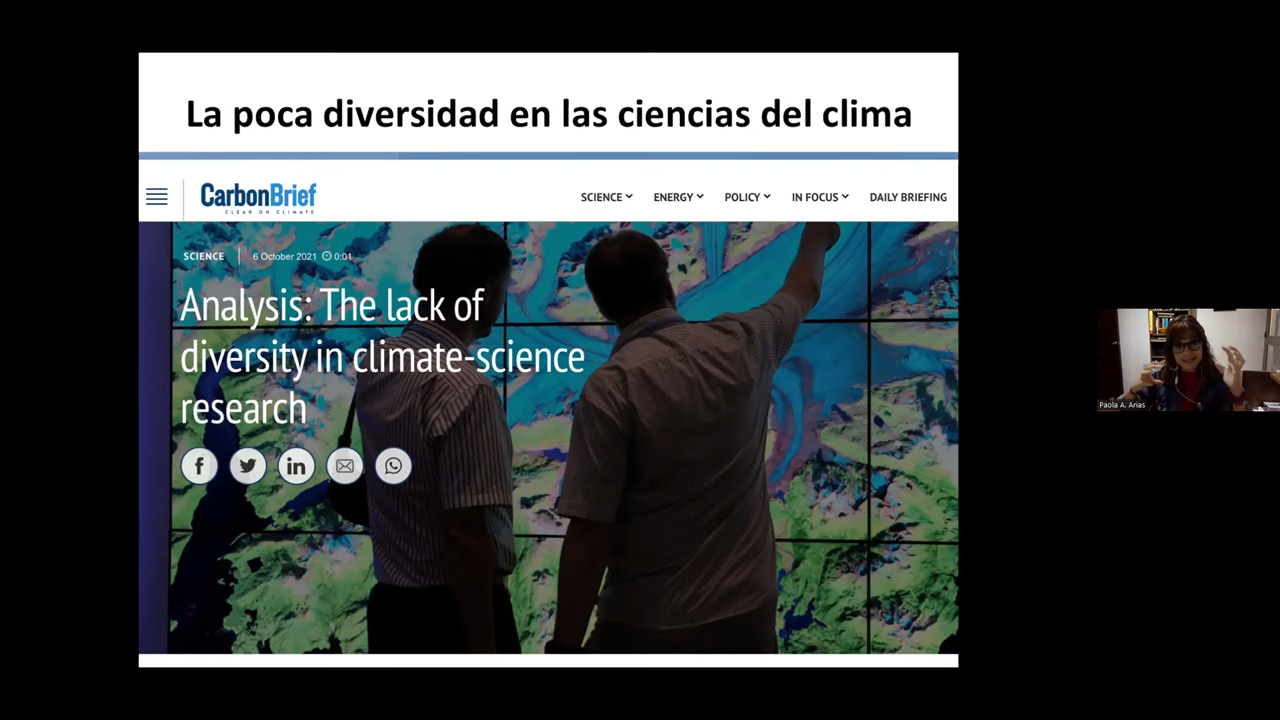 La poca diversidad en las ciencias del clima
CarbonBrief
CLEAR ON CLIMATE
SCIENCE ENERGY POLICY IN FOCUS DAILY BRIEFING
SCIENCE 6 October 2021 0:01
Analysis: The lack of
diversity in climate-science
research
Paola A. Arias